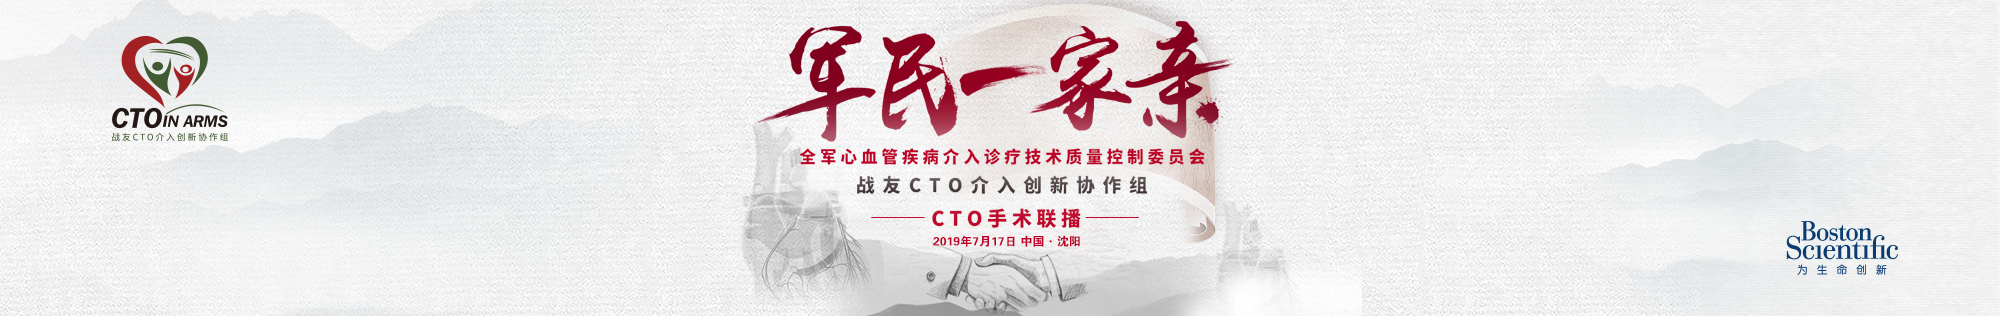 CTO IN ARMS
战友CTO介入创新协作组
军民一家亲
全军心血管疾病介入诊疗技术质量控制委员会
战友CTO介入创新协作组
CTO手术联播
2019年7月17日 中国·沈阳
Boston
Scientific
为生命创新